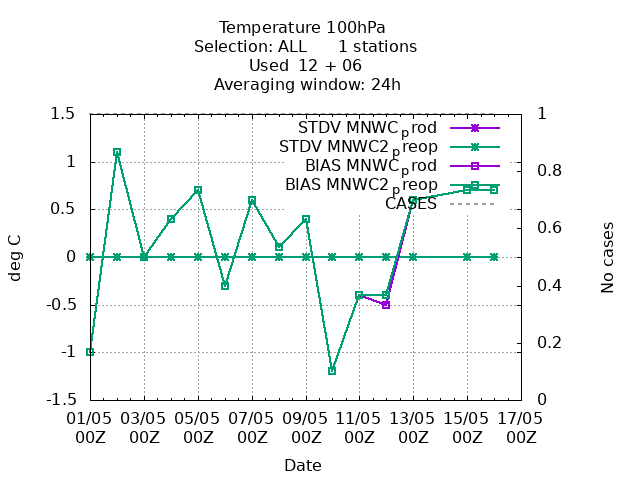 Temperature 100hPa
Selection: ALL 1 stations
Used 12 + 06
Averaging window: 24h
1.5
1
0.5
0
-0.5
-1
-1.5
deg C
1
0.8
0.6
0.4
0.2
0
No cases
STDV MNWC_prod
STDV MNWC2_preop
BIAS MNWC_prod
BIAS MNWC2_preop
CASES
01/05 03/05 05/05 07/05 09/05 11/05 13/05 15/05 17/05
00Z 00Z 00Z 00Z 00Z 00Z 00Z 00Z 00Z
Date